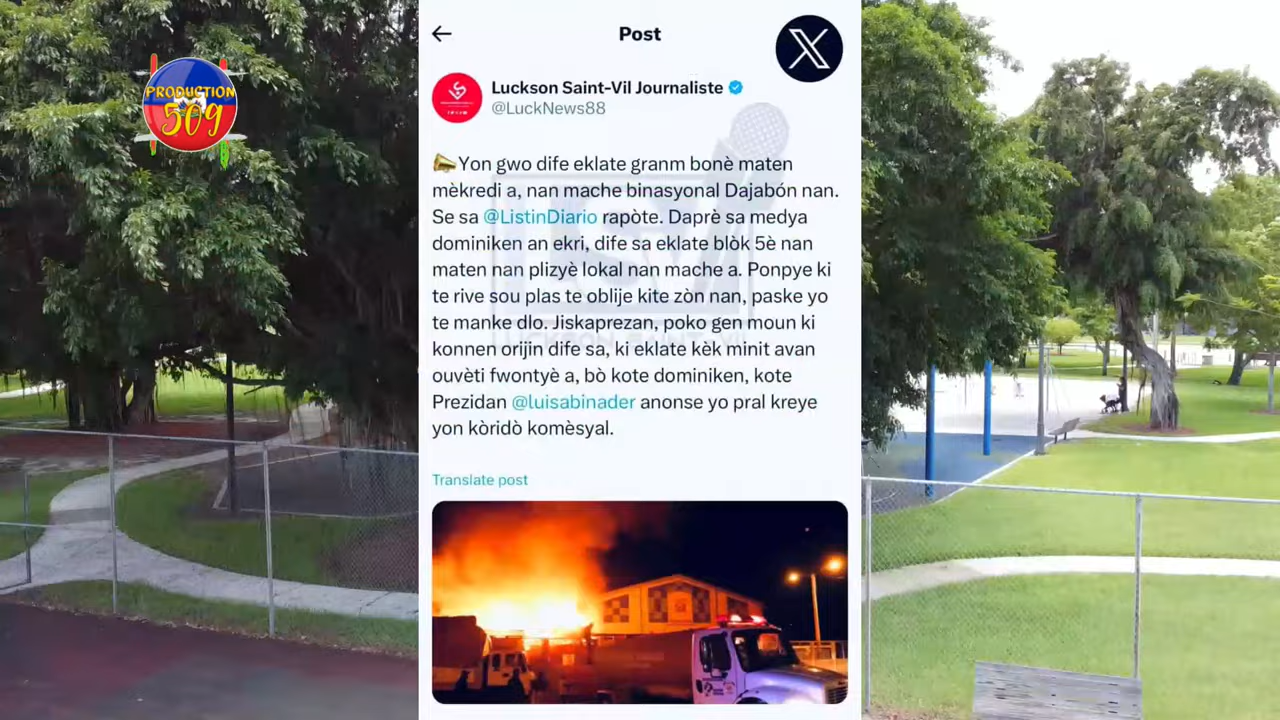 PRODUCTION
509
Post
Luckson Saint-Vil Journaliste
@LuckNews88
Yon gwo dife eklate granm bonè maten
mèkredi a, nan mache binasyonal Dajabón nan.
Se sa @ListinDiario rapòte. Daprè sa medya
dominiken an ekri, dife sa eklate blòk 5è nan
maten nan plizyè lokal nan mache a. Ponpye ki
te rive sou plas te oblije kite zòn nan, paske yo
te manke dlo. Jiskaprezan, poko gen moun ki
konnen orijin dife sa, ki eklate kèk minit avan
ouvèti fwontyè a, bò kote dominiken, kote
Prezidan @luisabinader anonse yo pral kreye
yon kòridò komèsyal.
Translate post